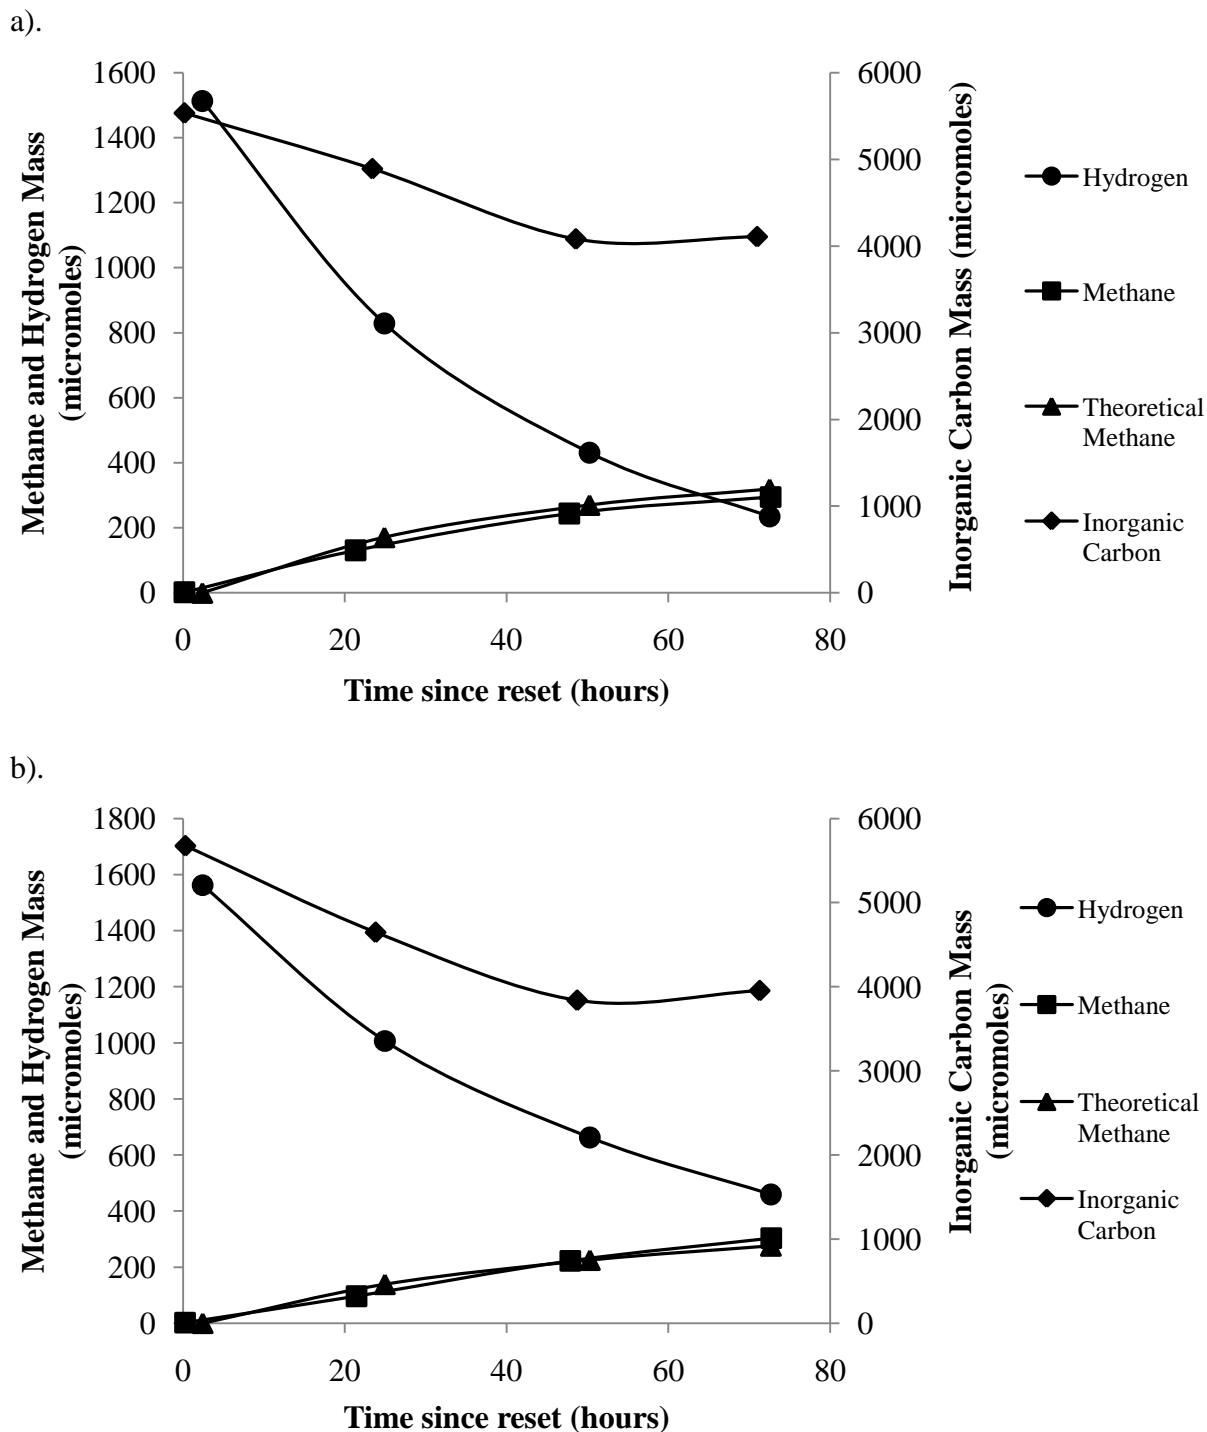 a).
1600
1400
1200
1000
800
600
400
200
0
Methane and Hydrogen Mass
(micromoles)
6000
5000
4000
3000
2000
1000
0
Inorganic Carbon Mass (micromoles)
0 20 40 60 80
Time since reset (hours)
Hydrogen
Methane
Theoretical
Methane
Inorganic
Carbon
b).
1800
1600
1400
1200
1000
800
600
400
200
0
Methane and Hydrogen Mass
(micromoles)
6000
5000
4000
3000
2000
1000
0
Inorganic Carbon Mass
(micromoles)
0 20 40 60 80
Time since reset (hours)
Hydrogen
Methane
Theoretical
Methane
Inorganic
Carbon